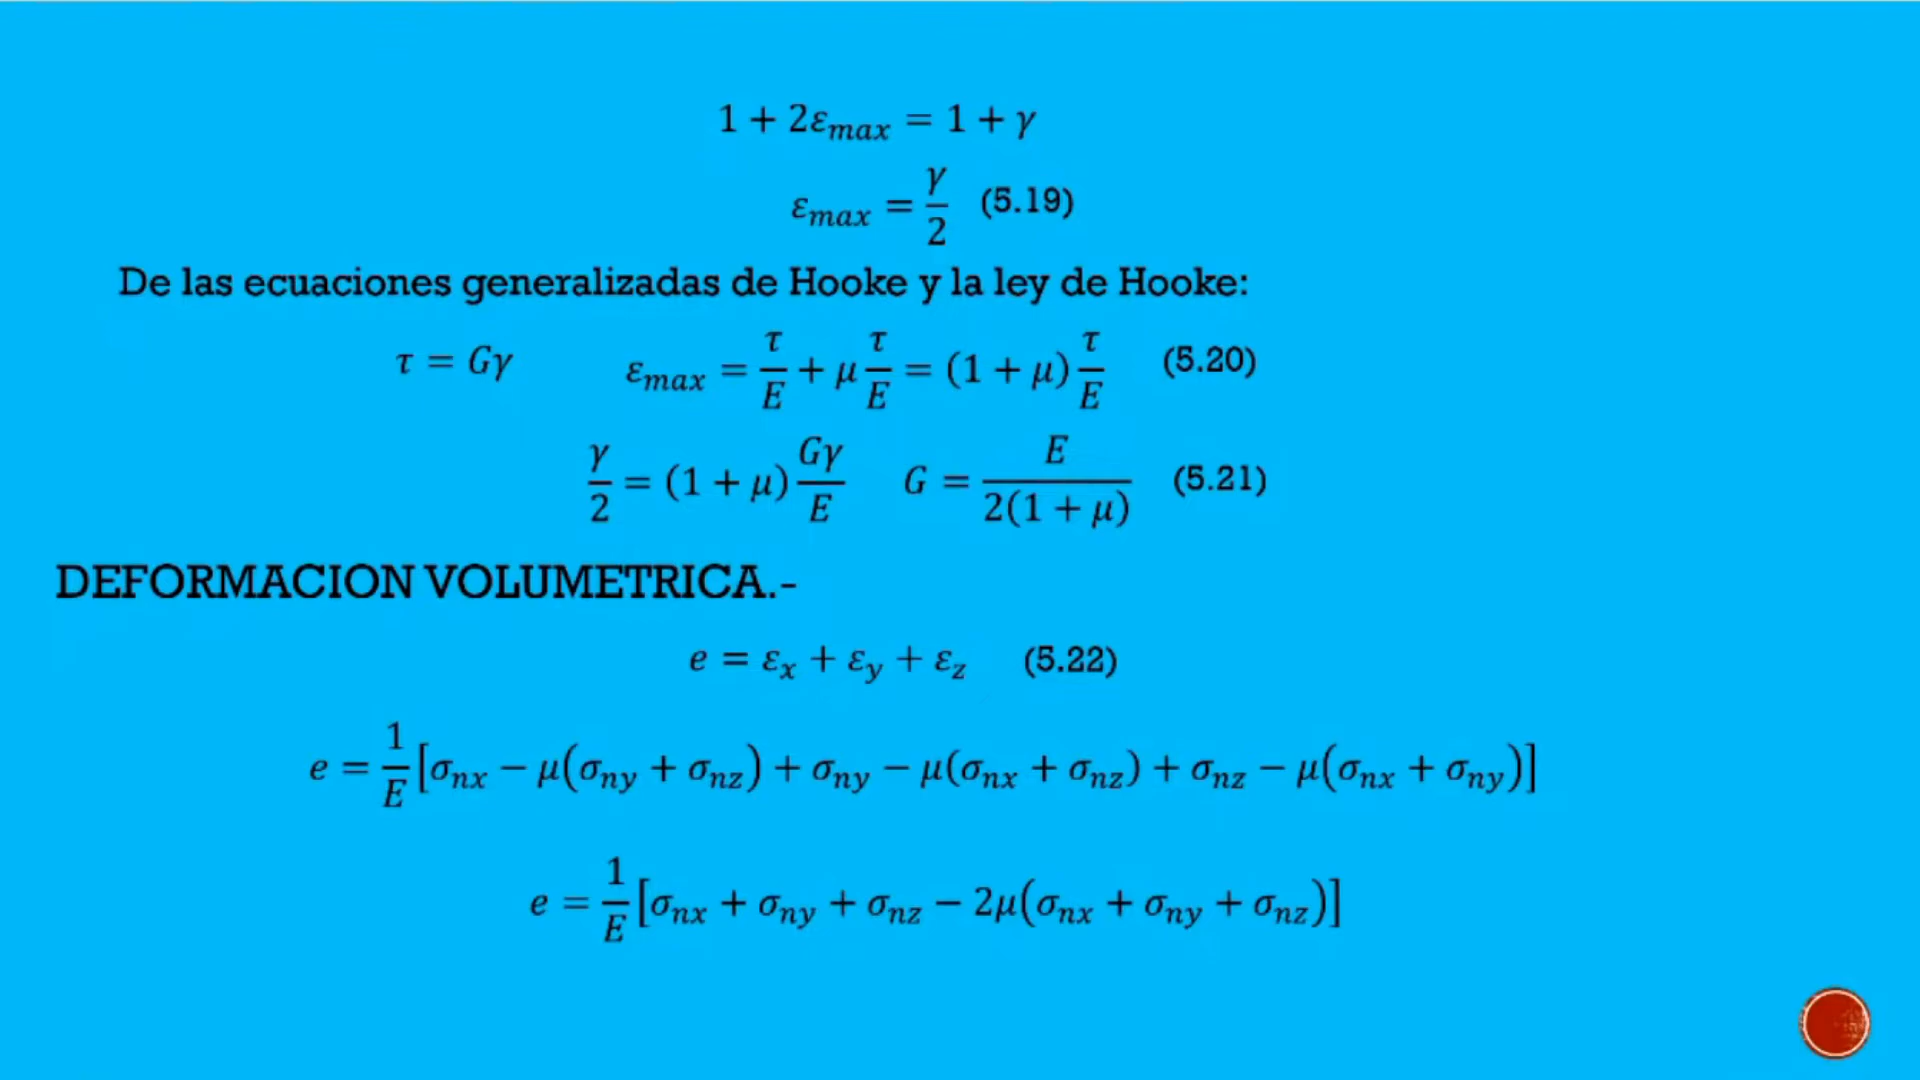 1 + 2ε_max = 1 + γ
ε_max = γ/2 (5.19)
De las ecuaciones generalizadas de Hooke y la ley de Hooke:
τ = Gγ ε_max = τ/E + μ τ/E = (1 + μ) τ/E (5.20)
γ/2 = (1 + μ) Gγ/E G = E/(2(1 + μ)) (5.21)
DEFORMACION VOLUMETRICA.-
e = ε_x + ε_y + ε_z (5.22)
e = 1/E [σ_nx − μ(σ_ny + σ_nz) + σ_ny − μ(σ_nx + σ_nz) + σ_nz − μ(σ_nx + σ_ny)]
e = 1/E [σ_nx + σ_ny + σ_nz − 2μ(σ_nx + σ_ny + σ_nz)]